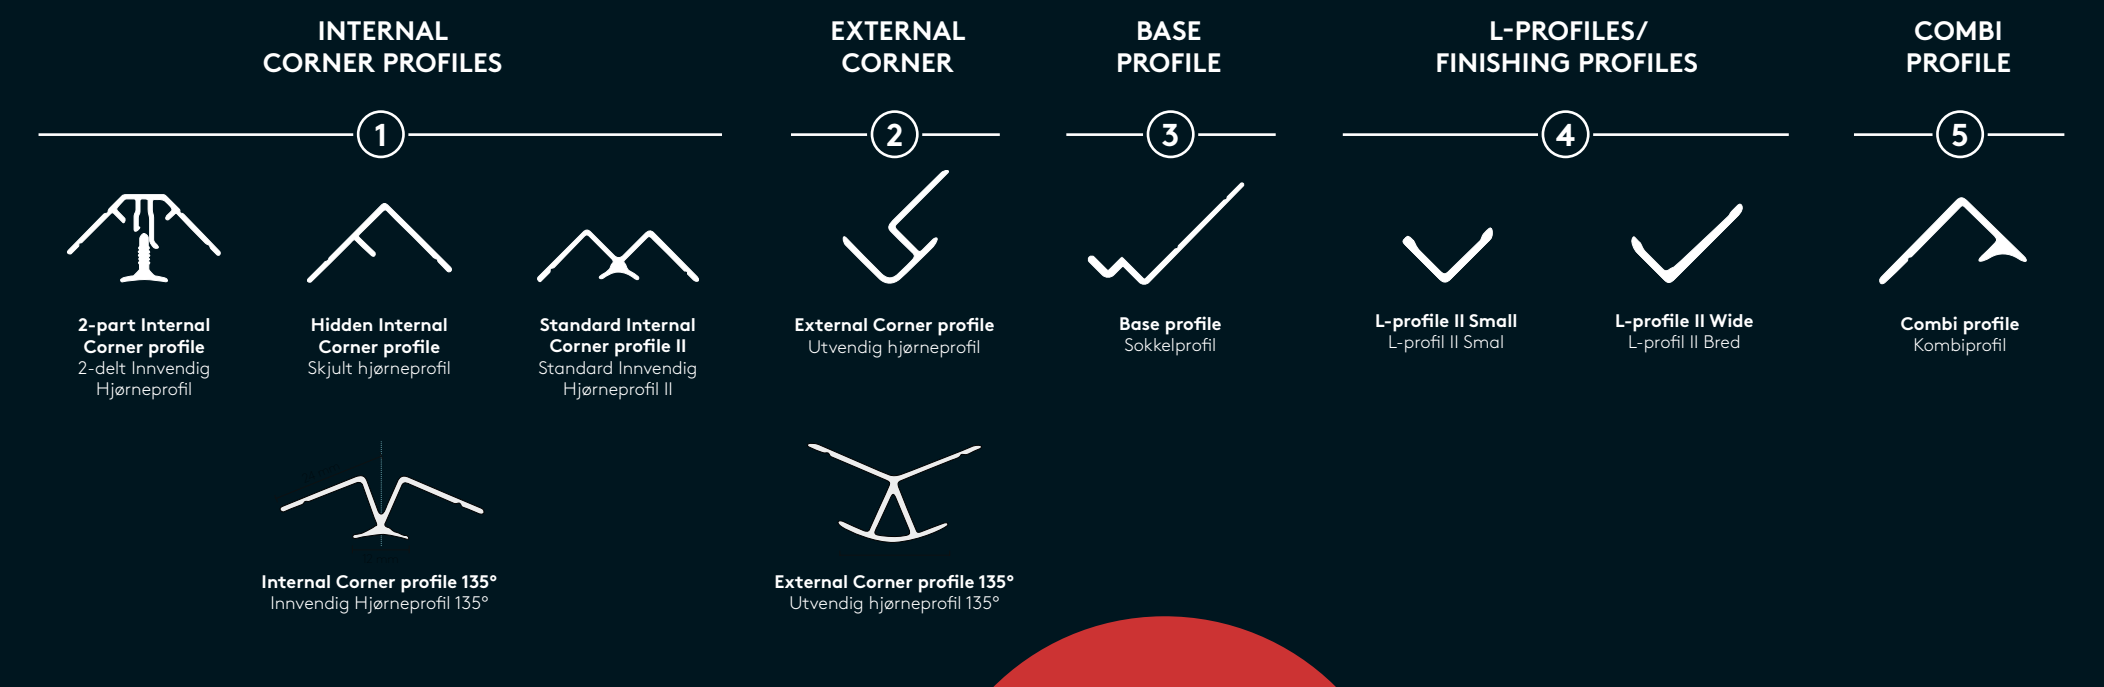 INTERNAL
CORNER PROFILES
1
2-part Internal
Corner profile
2-delt Innvendig
Hjørneprofil
Hidden Internal
Corner profile
Skjult hjørneprofil
Standard Internal
Corner profile II
Standard Innvendig
Hjørneprofil II
Internal Corner profile 135°
Innvendig Hjørneprofil 135°
EXTERNAL
CORNER
2
External Corner profile
Utvendig hjørneprofil
External Corner profile 135°
Utvendig hjørneprofil 135°
BASE
PROFILE
3
Base profile
Sokkelprofil
L-PROFILES/
FINISHING PROFILES
4
L-profile II Small
L-profil II Smal
L-profile II Wide
L-profil II Bred
COMBI
PROFILE
5
Combi profile
Kombiprofil